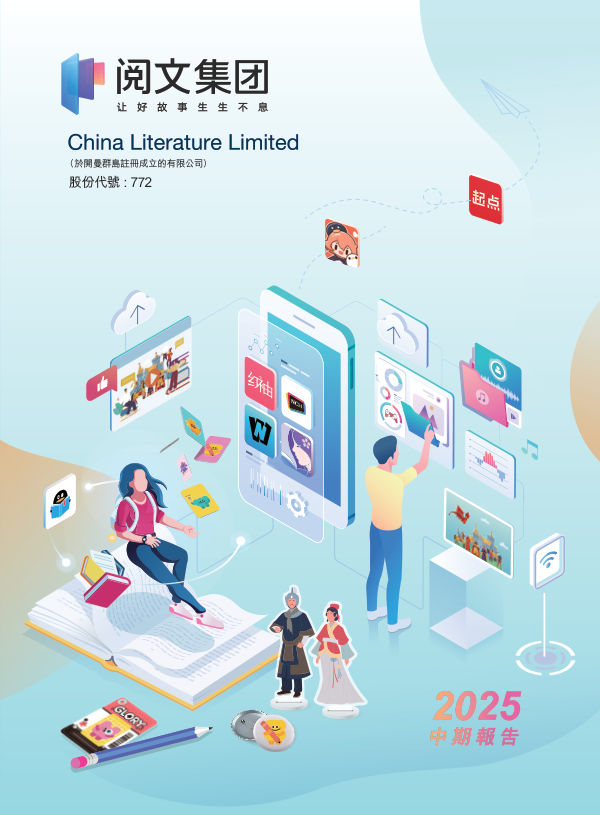 阅文集团
让好故事生生不息
China Literature Limited
（於開曼群島註冊成立的有限公司）
股份代號 : 772
起点
红袖
W
GLORY
2025
中期報告